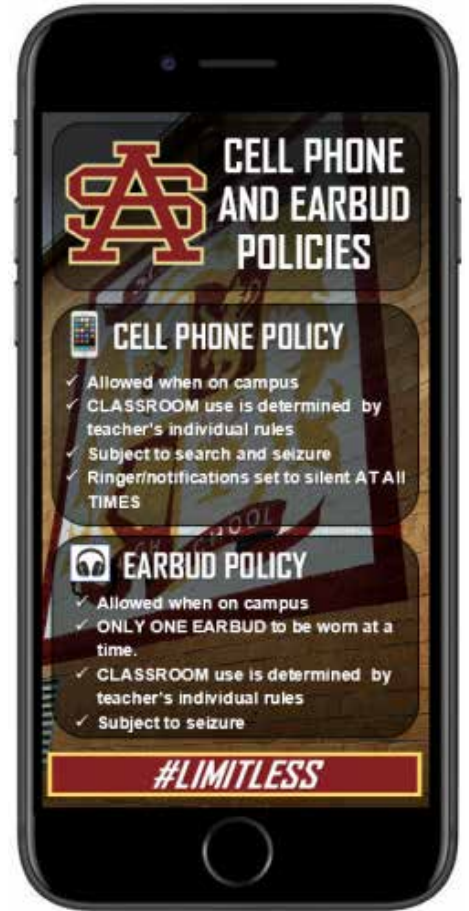 AS
CELL PHONE
AND EARBUD
POLICIES
CELL PHONE POLICY
✓ Allowed when on campus
✓ CLASSROOM use is determined by
teacher's individual rules
✓ Subject to search and seizure
✓ Ringer/notifications set to silent AT All
TIMES
SCHOOL
EARBUD POLICY
✓ Allowed when on campus
✓ ONLY ONE EARBUD to be worn at a
time.
✓ CLASSROOM use is determined by
teacher's individual rules
✓ Subject to seizure
#LIMITLESS